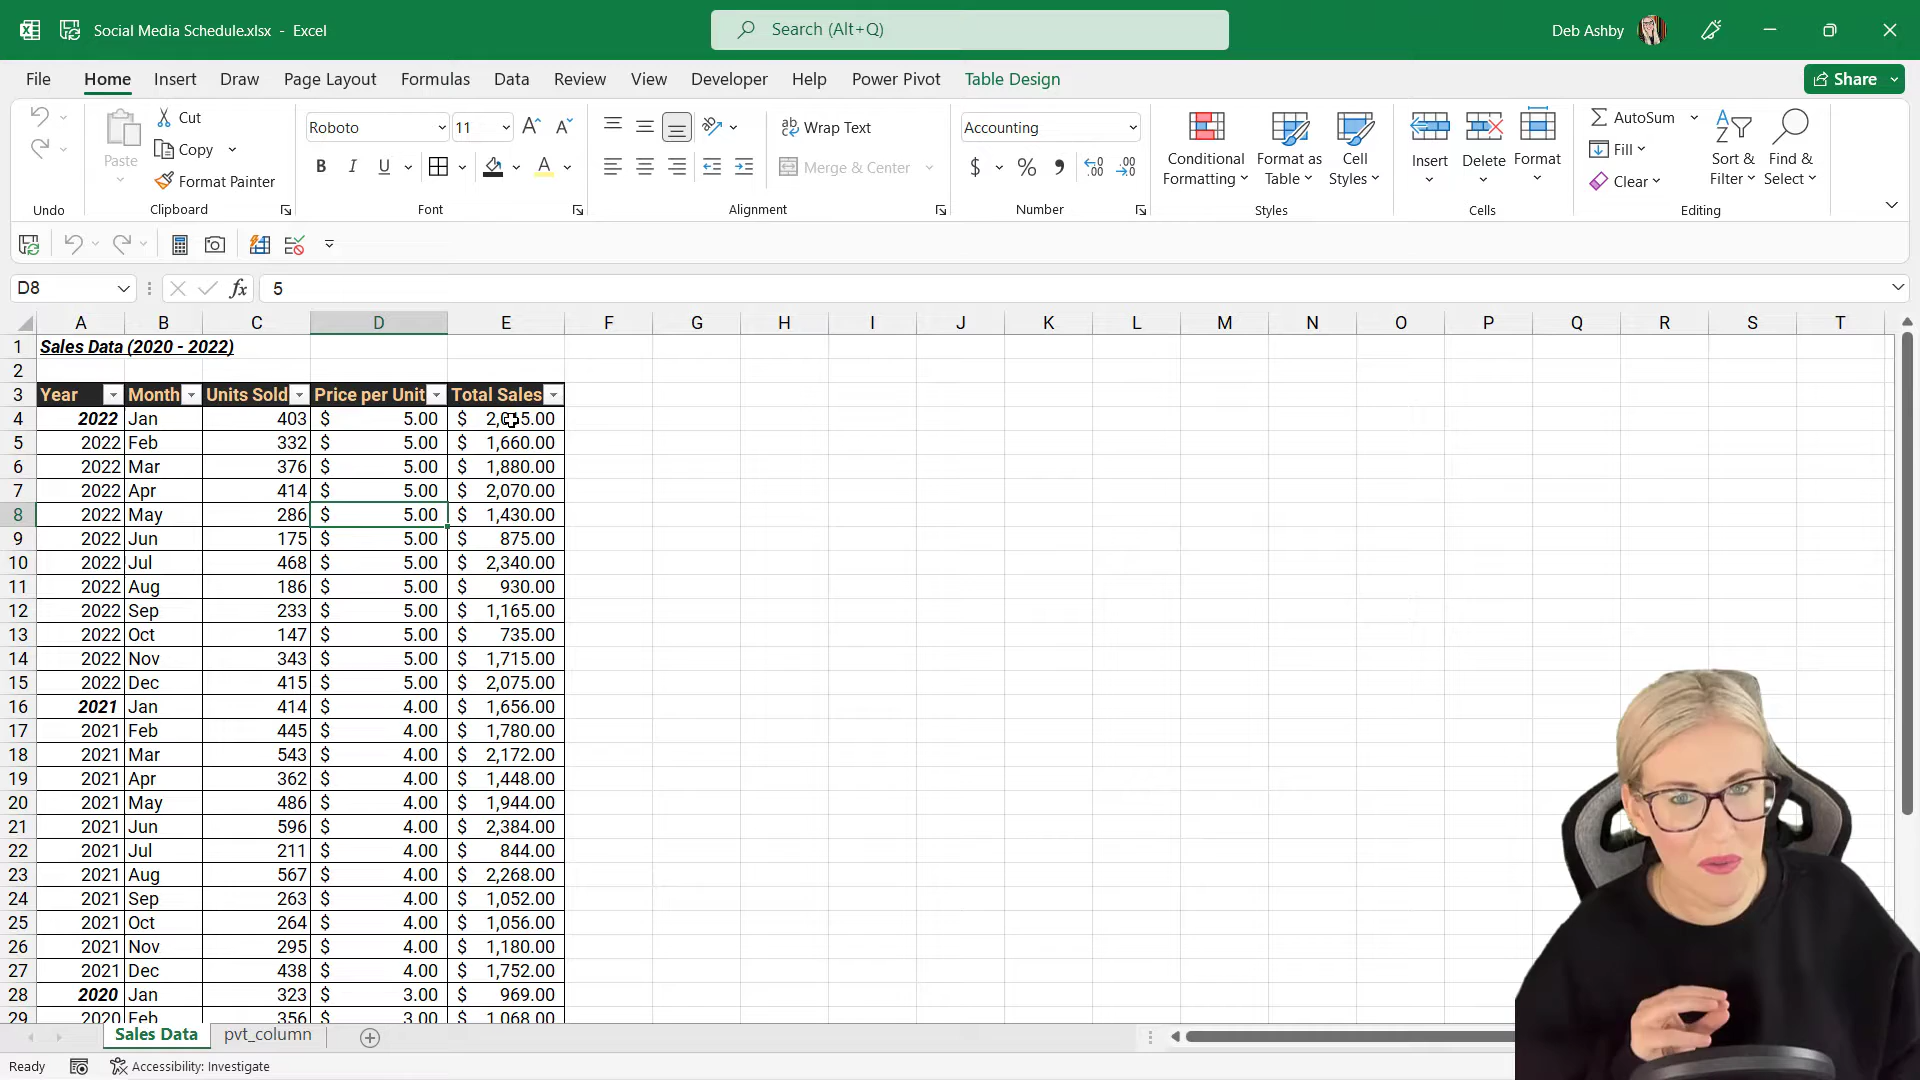 Social Media Schedule.xlsx - Excel
Search (Alt+Q)
Deb Ashby
File Home Insert Draw Page Layout Formulas Data Review View Developer Help Power Pivot Table Design Share
Cut
Copy
Format Painter
Paste
Roboto 11
B I U
Wrap Text
Merge & Center
Accounting
$ % 9
Conditional Formatting
Format as Table
Cell Styles
Insert
Delete
Format
AutoSum
Fill
Clear
Sort & Filter
Find & Select
Undo Clipboard Font Alignment Number Styles Cells Editing
D8 fx 5
A B C D E F G H I J K L M N O P Q R S T
1 Sales Data (2020 - 2022)
2
3 Year Month Units Sold Price per Unit Total Sales
4 2022 Jan 403 $ 5.00 $
5 2022 Feb 332 $ 5.00 $ 1,660.00
6 2022 Mar 376 $ 5.00 $ 1,880.00
7 2022 Apr 414 $ 5.00 $ 2,070.00
8 2022 May 286 $ 5.00 $ 1,430.00
9 2022 Jun 175 $ 5.00 $ 875.00
10 2022 Jul 468 $ 5.00 $ 2,340.00
11 2022 Aug 186 $ 5.00 $ 930.00
12 2022 Sep 233 $ 5.00 $ 1,165.00
13 2022 Oct 147 $ 5.00 $ 735.00
14 2022 Nov 343 $ 5.00 $ 1,715.00
15 2022 Dec 415 $ 5.00 $ 2,075.00
16 2021 Jan 414 $ 4.00 $ 1,656.00
17 2021 Feb 445 $ 4.00 $ 1,780.00
18 2021 Mar 543 $ 4.00 $ 2,172.00
19 2021 Apr 362 $ 4.00 $ 1,448.00
20 2021 May 486 $ 4.00 $ 1,944.00
21 2021 Jun 596 $ 4.00 $ 2,384.00
22 2021 Jul 211 $ 4.00 $ 844.00
23 2021 Aug 567 $ 4.00 $ 2,268.00
24 2021 Sep 263 $ 4.00 $ 1,052.00
25 2021 Oct 264 $ 4.00 $ 1,056.00
26 2021 Nov 295 $ 4.00 $ 1,180.00
27 2021 Dec 438 $ 4.00 $ 1,752.00
28 2020 Jan 323 $ 3.00 $ 969.00
29 2020 Feb 356 $ 3.00 $ 1,068.00
Sales Data pvt_column
Ready Accessibility: Investigate